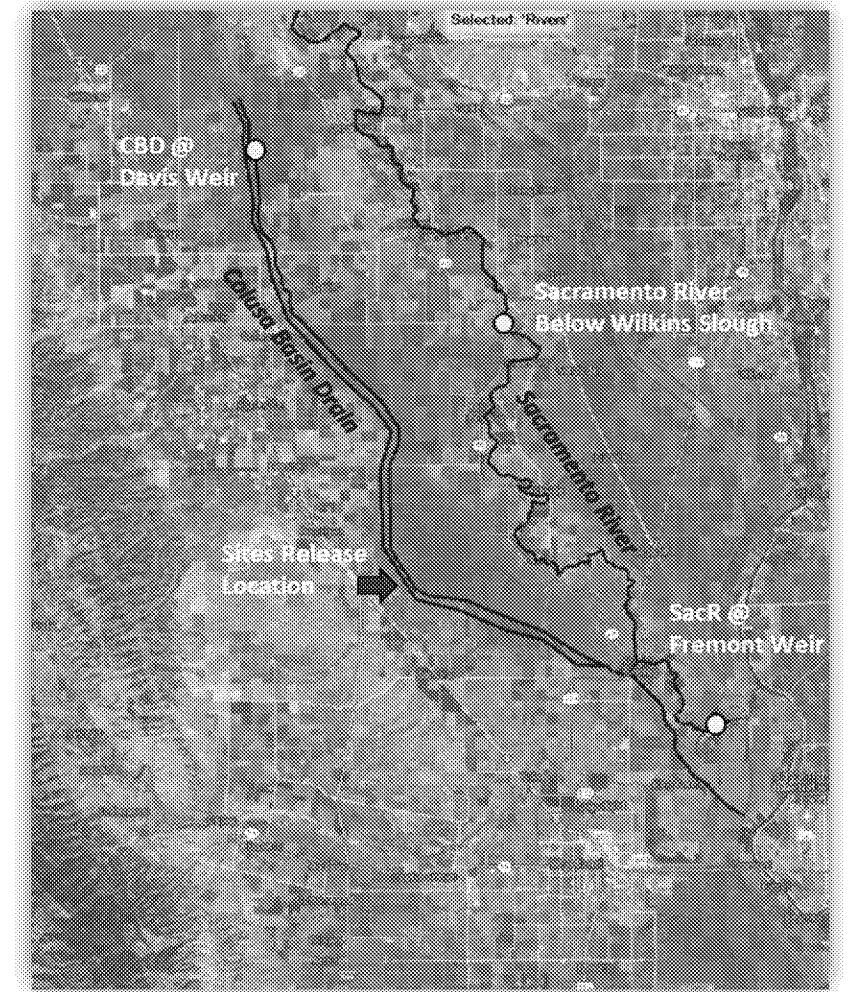 Selected 'Rivers'
CBD @
Davis Weir
Colusa Basin Drain
Sacramento River
Below Wilkins Slough
Sacramento River
Sites Release
Location
SacR @
Fremont Weir